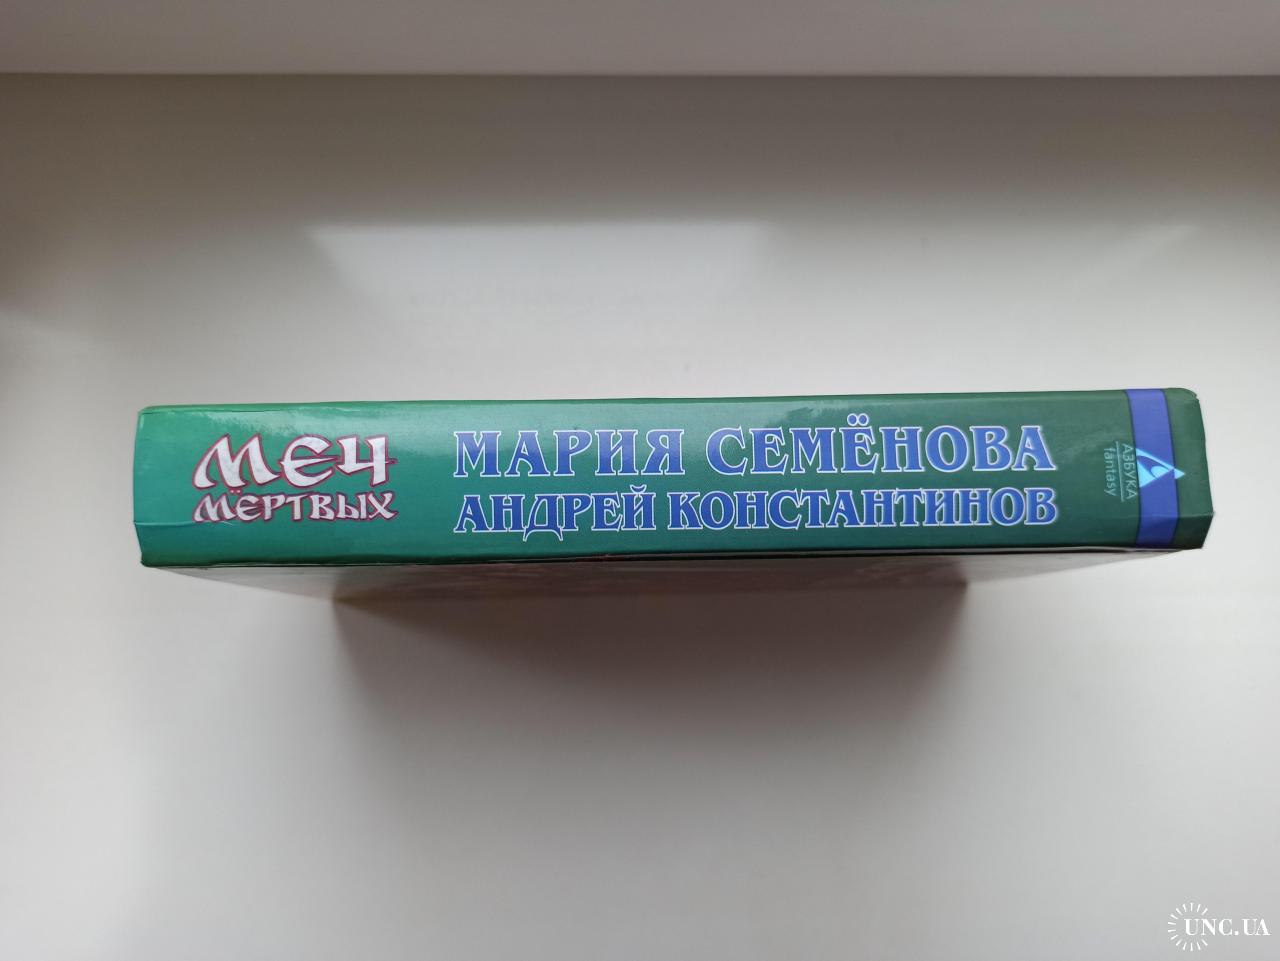 МЕЧ
МЁРТВЫХ
МАРИЯ СЕМЁНОВА
АНДРЕЙ КОНСТАНТИНОВ
АЗБУКА
fantasy
UNC.UA